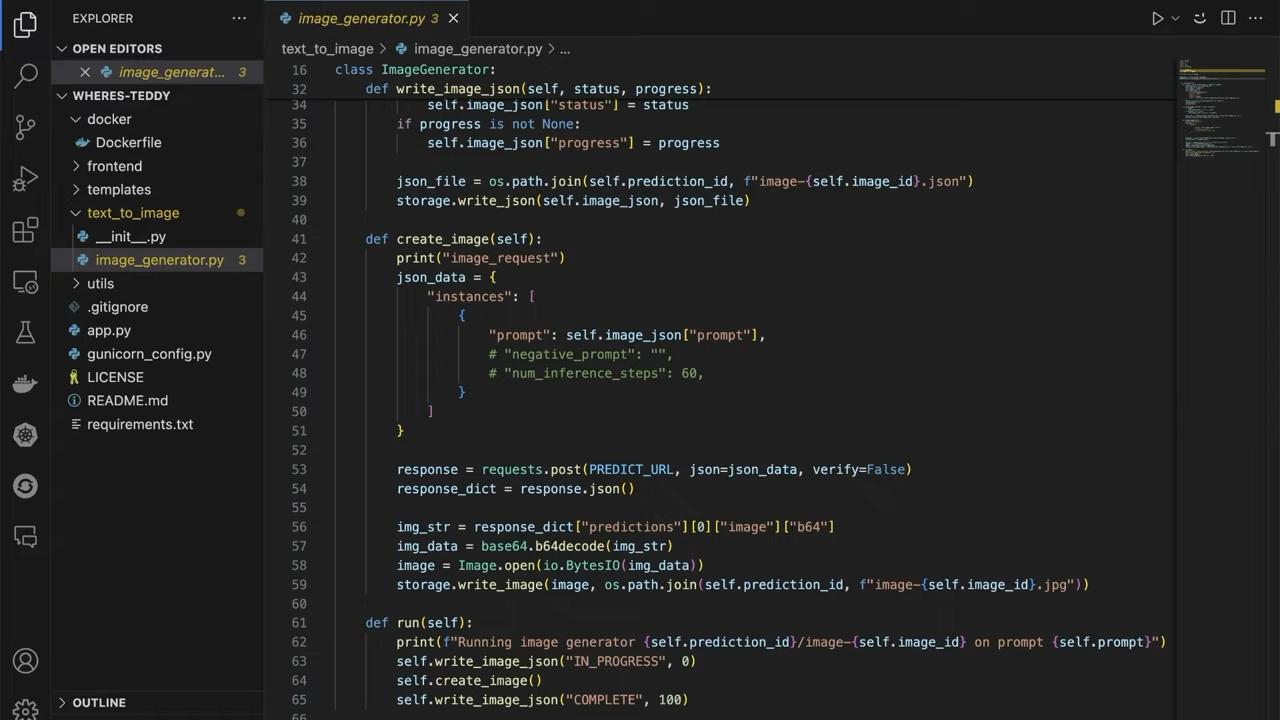 EXPLORER
OPEN EDITORS
image_generat... 3
WHERES-TEDDY
docker
Dockerfile
frontend
templates
text_to_image
__init__.py
image_generator.py 3
utils
.gitignore
app.py
gunicorn_config.py
LICENSE
README.md
requirements.txt
OUTLINE
image_generator.py 3
text_to_image > image_generator.py > ...
16 class ImageGenerator:
32 def write_image_json(self, status, progress):
34 self.image_json["status"] = status
35 if progress is not None:
36 self.image_json["progress"] = progress
37
38 json_file = os.path.join(self.prediction_id, f"image-{self.image_id}.json")
39 storage.write_json(self.image_json, json_file)
40
41 def create_image(self):
42 print("image_request")
43 json_data = {
44 "instances": [
45 {
46 "prompt": self.image_json["prompt"],
47 # "negative_prompt": "",
48 # "num_inference_steps": 60,
49 }
50 ]
51 }
52
53 response = requests.post(PREDICT_URL, json=json_data, verify=False)
54 response_dict = response.json()
55
56 img_str = response_dict["predictions"][0]["image"]["b64"]
57 img_data = base64.b64decode(img_str)
58 image = Image.open(io.BytesIO(img_data))
59 storage.write_image(image, os.path.join(self.prediction_id, f"image-{self.image_id}.jpg"))
60
61 def run(self):
62 print(f"Running image generator {self.prediction_id}/image-{self.image_id} on prompt {self.prompt}")
63 self.write_image_json("IN_PROGRESS", 0)
64 self.create_image()
65 self.write_image_json("COMPLETE", 100)
66